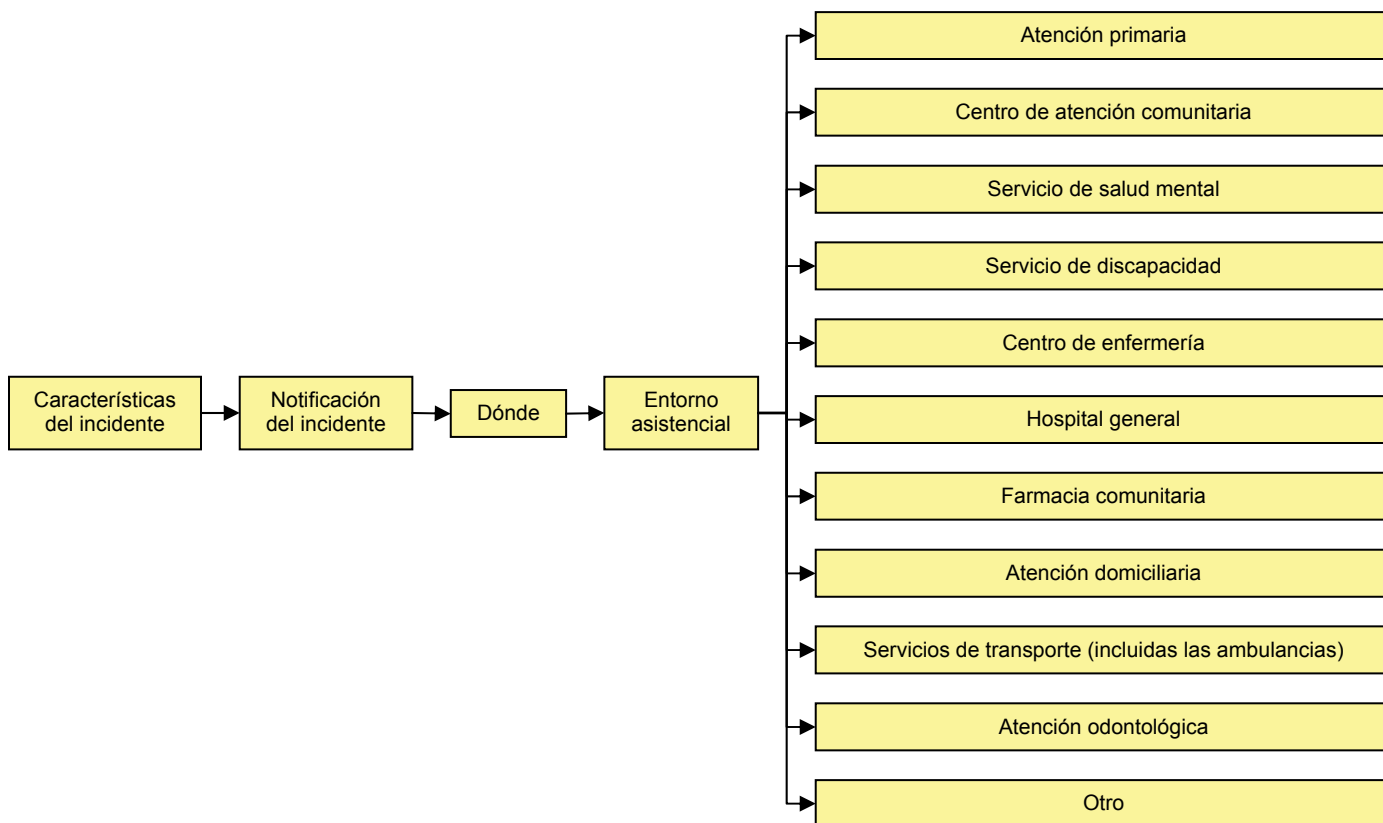 Atención primaria
Centro de atención comunitaria
Servicio de salud mental
Servicio de discapacidad
Centro de enfermería
Características
del incidente
Notificación
del incidente
Dónde
Entorno
asistencial
Hospital general
Farmacia comunitaria
Atención domiciliaria
Servicios de transporte (incluidas las ambulancias)
Atención odontológica
Otro